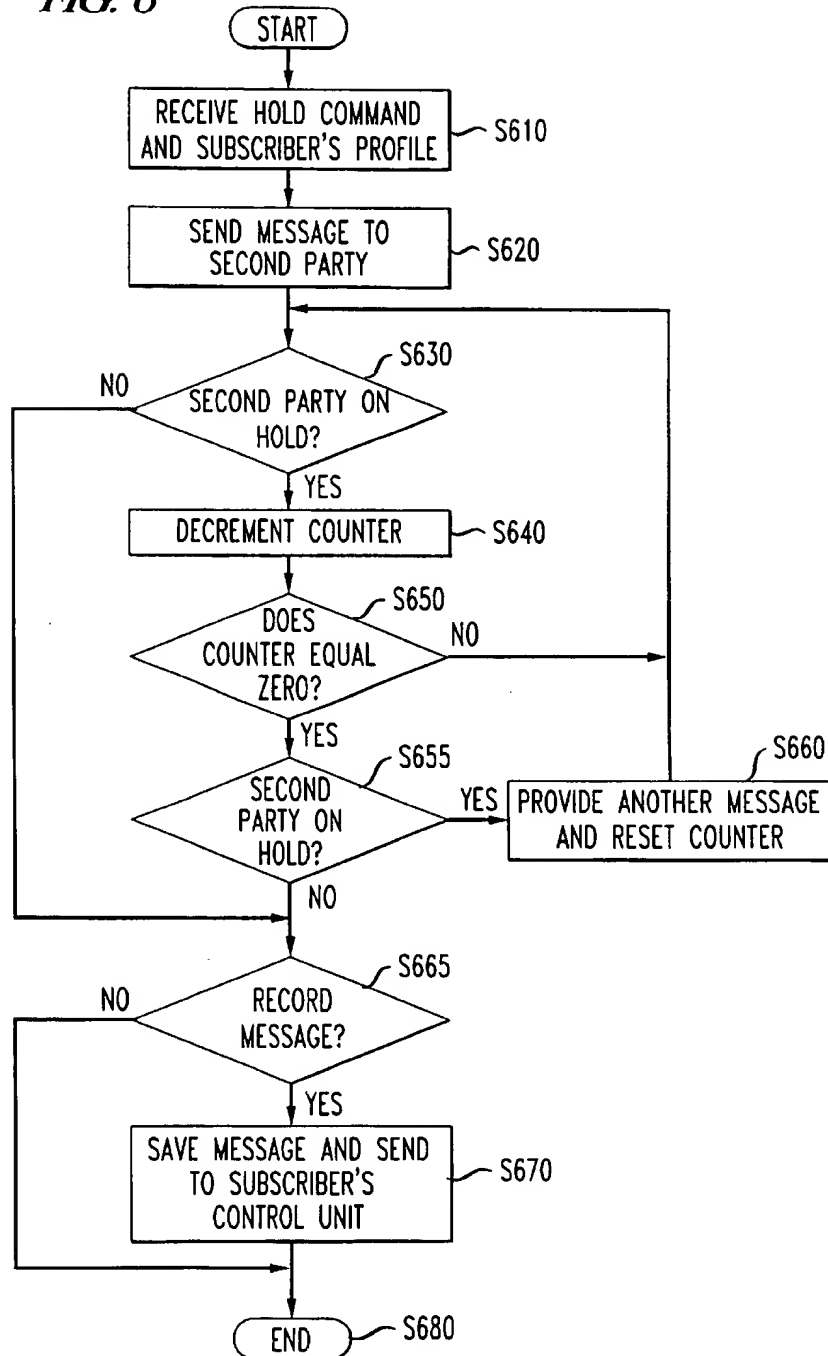 FIG. 6
START
RECEIVE HOLD COMMAND
AND SUBSCRIBER'S PROFILE
S610
SEND MESSAGE TO
SECOND PARTY
S620
S630
NO
SECOND PARTY ON
HOLD?
YES
DECREMENT COUNTER
S640
S650
DOES
COUNTER EQUAL
ZERO?
NO
YES
S655
SECOND
PARTY ON
HOLD?
YES
S660
PROVIDE ANOTHER MESSAGE
AND RESET COUNTER
NO
S665
NO
RECORD
MESSAGE?
YES
SAVE MESSAGE AND SEND
TO SUBSCRIBER'S
CONTROL UNIT
S670
END
S680